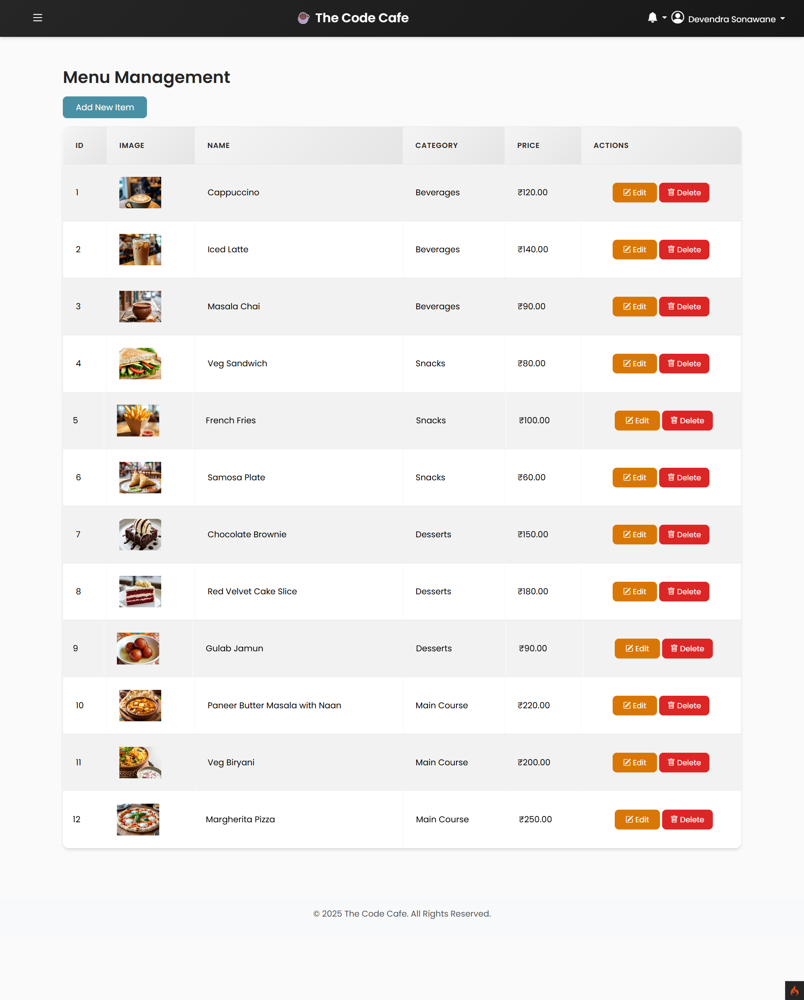 The Code Cafe
Devendra Sonawane
Menu Management
Add New Item
ID IMAGE NAME CATEGORY PRICE ACTIONS
1 Cappuccino Beverages ₹120.00 Edit Delete
2 Iced Latte Beverages ₹140.00 Edit Delete
3 Masala Chai Beverages ₹90.00 Edit Delete
4 Veg Sandwich Snacks ₹80.00 Edit Delete
5 French Fries Snacks ₹100.00 Edit Delete
6 Samosa Plate Snacks ₹60.00 Edit Delete
7 Chocolate Brownie Desserts ₹150.00 Edit Delete
8 Red Velvet Cake Slice Desserts ₹180.00 Edit Delete
9 Gulab Jamun Desserts ₹90.00 Edit Delete
10 Paneer Butter Masala with Naan Main Course ₹220.00 Edit Delete
11 Veg Biryani Main Course ₹200.00 Edit Delete
12 Margherita Pizza Main Course ₹250.00 Edit Delete
© 2025 The Code Cafe. All Rights Reserved.